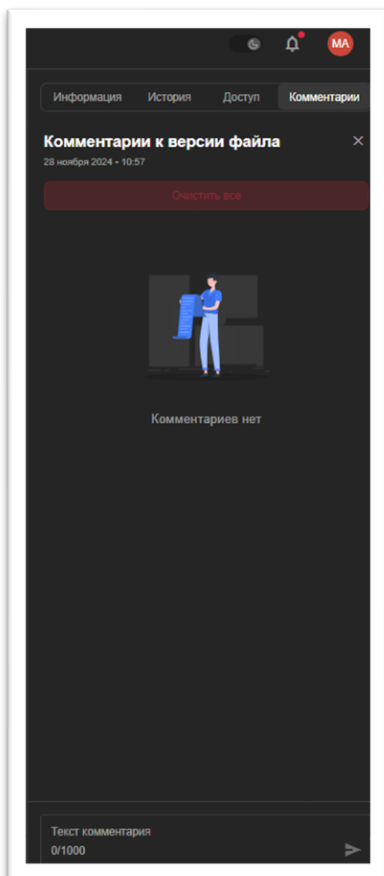 МА
Информация История Доступ Комментарии
Комментарии к версии файла
28 ноября 2024 - 10:57
Очистить все
Комментариев нет
Текст комментария
0/1000